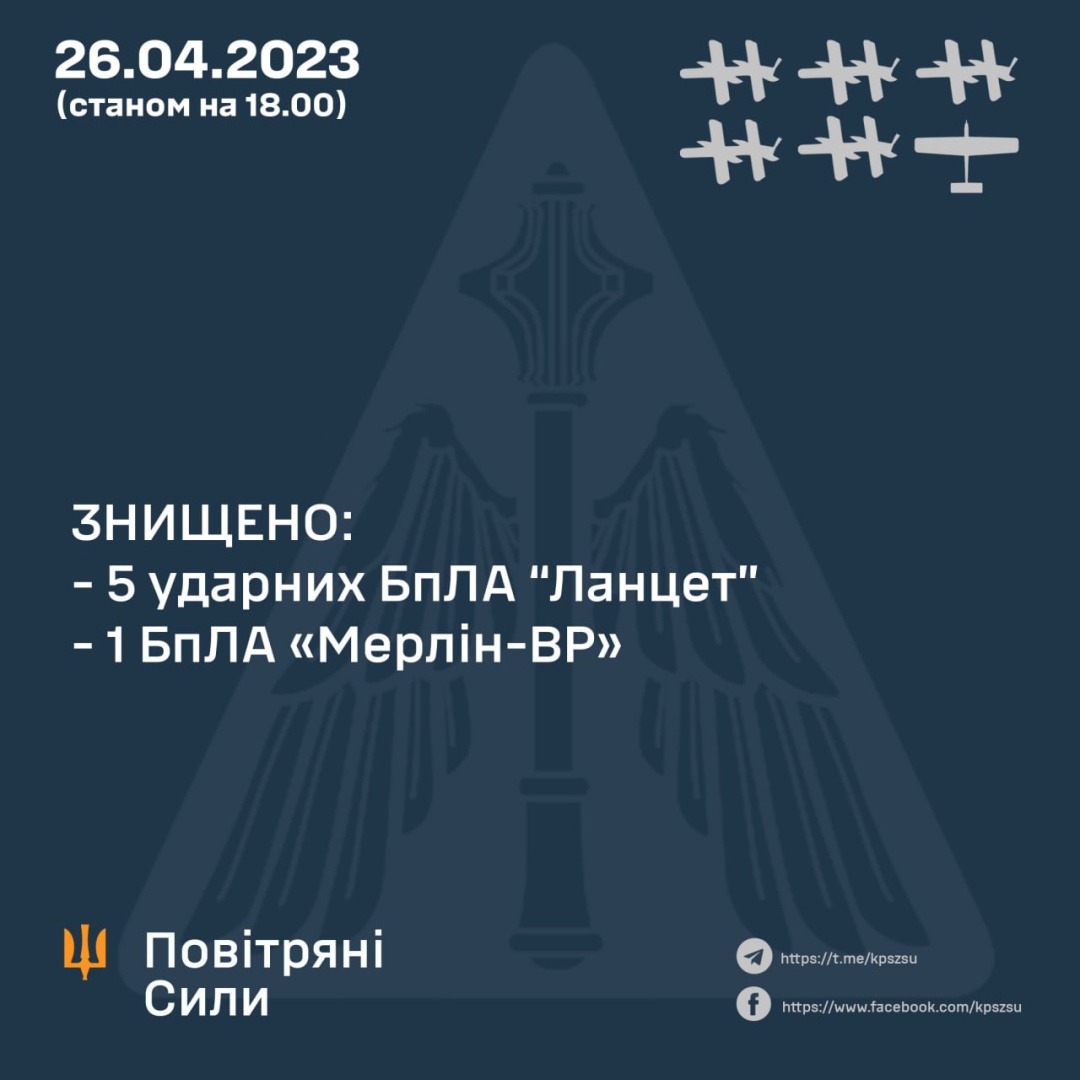 26.04.2023
(станом на 18.00)
ЗНИЩЕНО:
- 5 ударних БпЛА “Ланцет”
- 1 БпЛА «Мерлін-ВР»
Повітряні
Сили
https://t.me/kpszsu
https://www.facebook.com/kpszsu